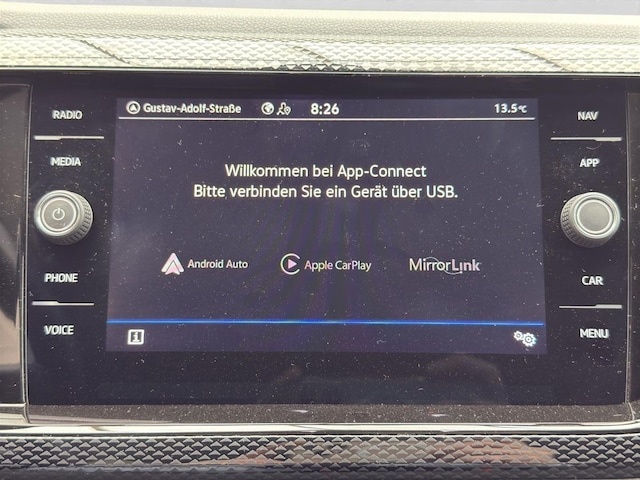 RADIO
MEDIA
PHONE
VOICE
Gustav-Adolf-Straße 8:26 13.5°C
Willkommen bei App-Connect
Bitte verbinden Sie ein Gerät über USB.
Android Auto Apple CarPlay MirrorLink
NAV
APP
CAR
MENU